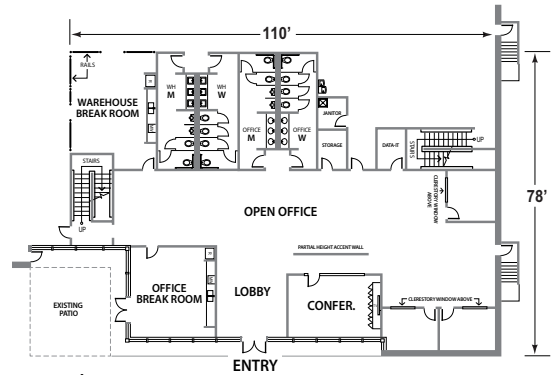 110'
RAILS
WAREHOUSE
BREAK ROOM
WH
M
WH
W
OFFICE
M
OFFICE
W
JANITOR
STORAGE
DATA-IT
STAIRS
UP
STAIRS
UP
CLERESTORY WINDOW
ABOVE
78'
OPEN OFFICE
PARTIAL HEIGHT ACCENT WALL
EXISTING
PATIO
OFFICE
BREAK ROOM
LOBBY
CONFER.
CLERESTORY WINDOW ABOVE
ENTRY